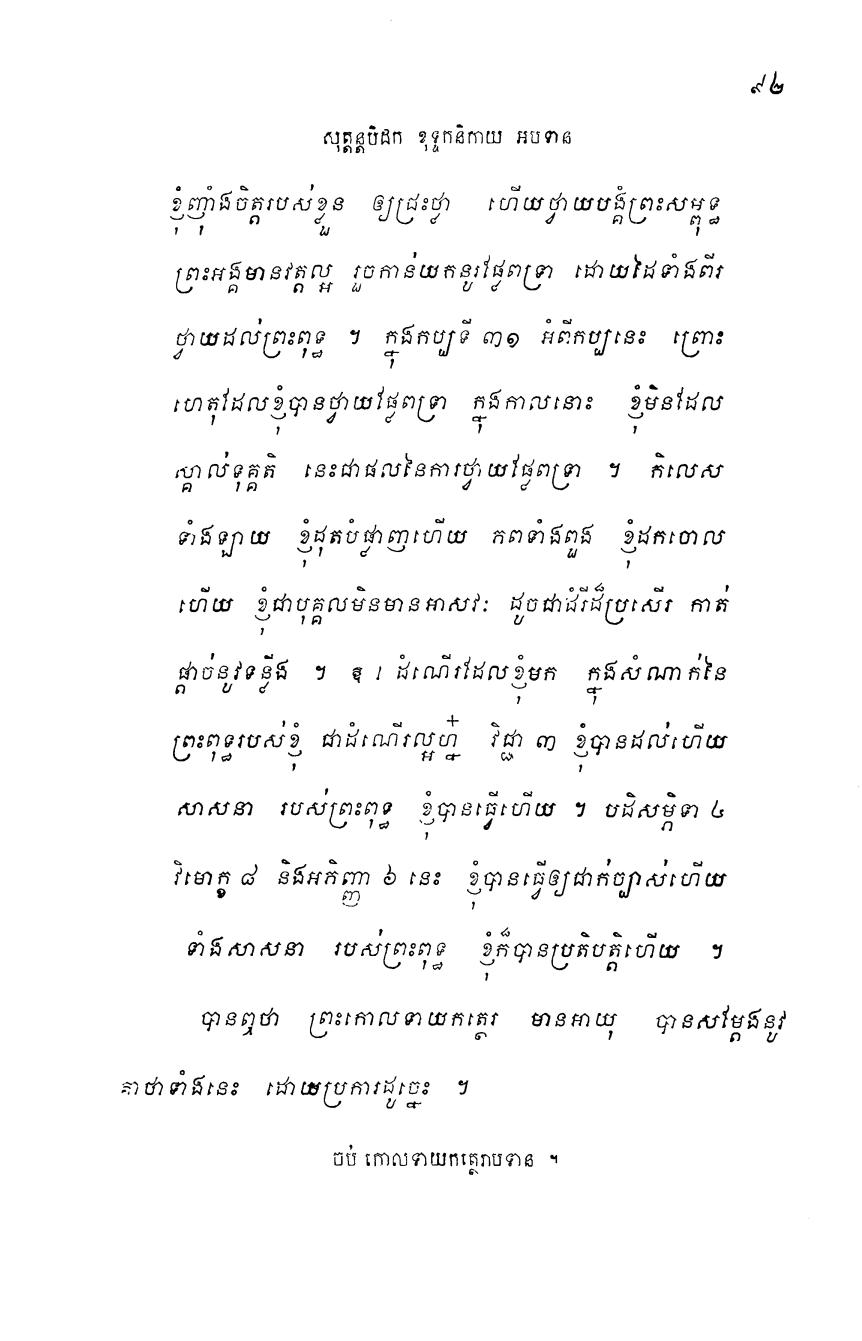 ៩២
សុត្តន្តបិដក ខុទ្ទកនិកាយ អបទាន
ខ្ញុំញ៉ាំងចិត្តរបស់ខ្លួន ឲ្យជ្រះថ្លា ហើយថ្វាយបង្គំព្រះសម្ពុទ្ធ
ព្រះអង្គមានវត្តល្អ រួចកាន់យកនូវផ្លែពទ្រា ដោយដៃទាំងពីរ
ថ្វាយដល់ព្រះពុទ្ធ ។ ក្នុងកប្បទី ៣១ អំពីកប្បនេះ ព្រោះ
ហេតុដែលខ្ញុំបានថ្វាយផ្លែពទ្រា ក្នុងកាលនោះ ខ្ញុំមិនដែល
ស្គាល់ទុគ្គតិ នេះជាផលនៃការថ្វាយផ្លែពទ្រា ។ កិលេស
ទាំងឡាយ ខ្ញុំដុតបំផ្លាញហើយ ភពទាំងពួង ខ្ញុំដកចោល
ហើយ ខ្ញុំជាបុគ្គលមិនមានអាសវៈ ដូចជាដំរីដ៏ប្រសើរ កាត់
ផ្តាច់នូវទន្លីង ។ ឱ ! ដំណើរដែលខ្ញុំមក ក្នុងសំណាក់នៃ
ព្រះពុទ្ធរបស់ខ្ញុំ ជាដំណើរល្អហ្ន៎ វិជ្ជា ៣ ខ្ញុំបានដល់ហើយ
សាសនា របស់ព្រះពុទ្ធ ខ្ញុំបានធ្វើហើយ ។ បដិសម្ភិទា ៤
វិមោក្ខ ៨ និងអភិញ្ញា ៦ នេះ ខ្ញុំបានធ្វើឲ្យជាក់ច្បាស់ហើយ
ទាំងសាសនា របស់ព្រះពុទ្ធ ខ្ញុំក៏បានប្រតិបត្តិហើយ ។
បានឮថា ព្រះកោលទាយកត្ថេរ មានអាយុ បានសម្តែងនូវ
គាថាទាំងនេះ ដោយប្រការដូច្នេះ ។
ចប់ កោលទាយកត្ថេរាបទាន ។